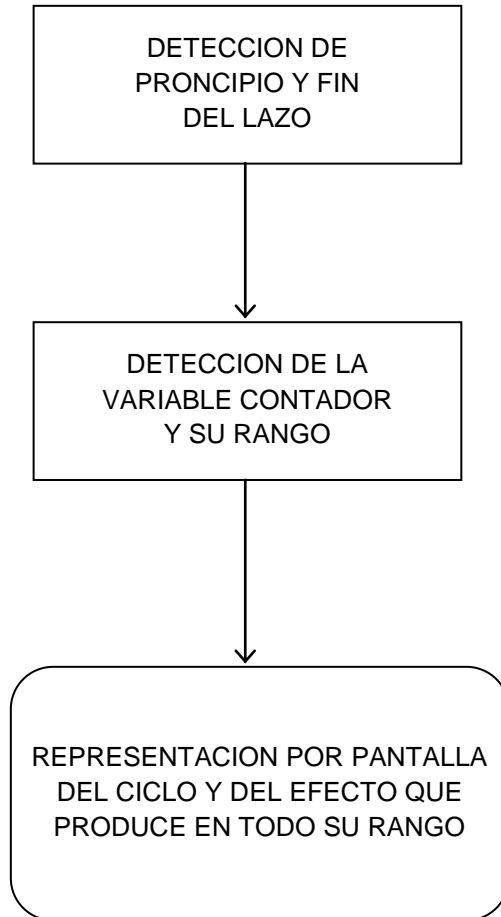 DETECCION DE
PRONCIPIO Y FIN
DEL LAZO
DETECCION DE LA
VARIABLE CONTADOR
Y SU RANGO
REPRESENTACION POR PANTALLA
DEL CICLO Y DEL EFECTO QUE
PRODUCE EN TODO SU RANGO